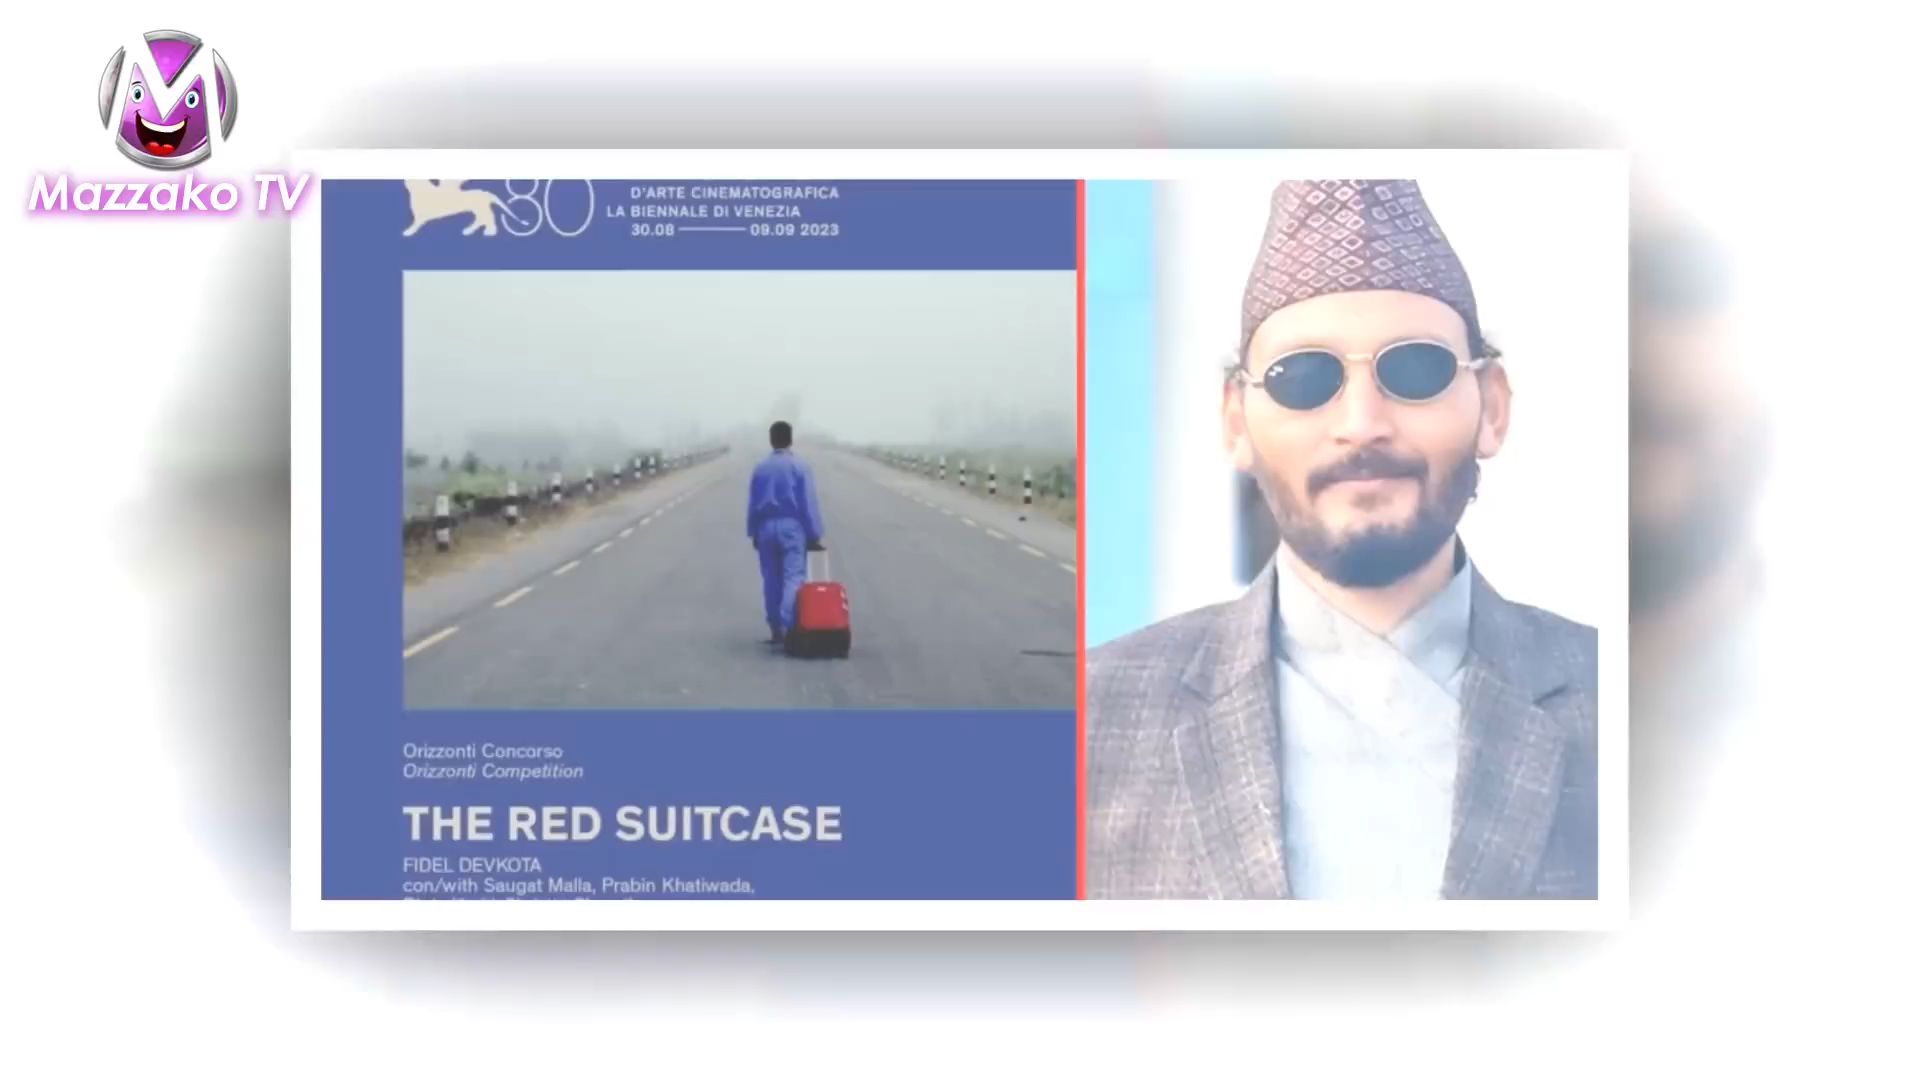 Mazzako TV
80
D'ARTE CINEMATOGRAFICA
LA BIENNALE DI VENEZIA
30.08 09.09 2023
Orizzonti Concorso
Orizzonti Competition
THE RED SUITCASE
FIDEL DEVKOTA
con/with Saugat Malla, Prabin Khatiwada,